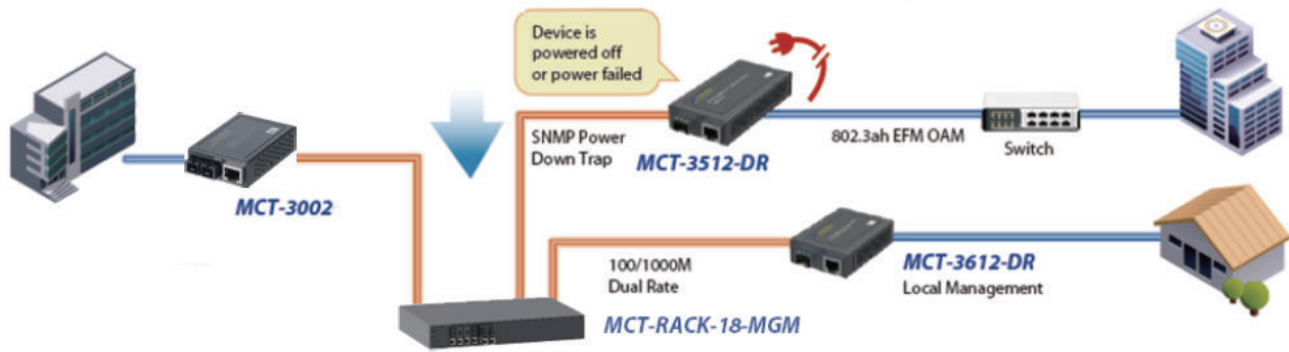 Device is
powered off
or power failed
SNMP Power
Down Trap
MCT-3512-DR
802.3ah EFM OAM
Switch
MCT-3002
100/1000M
Dual Rate
MCT-3612-DR
Local Management
MCT-RACK-18-MGM